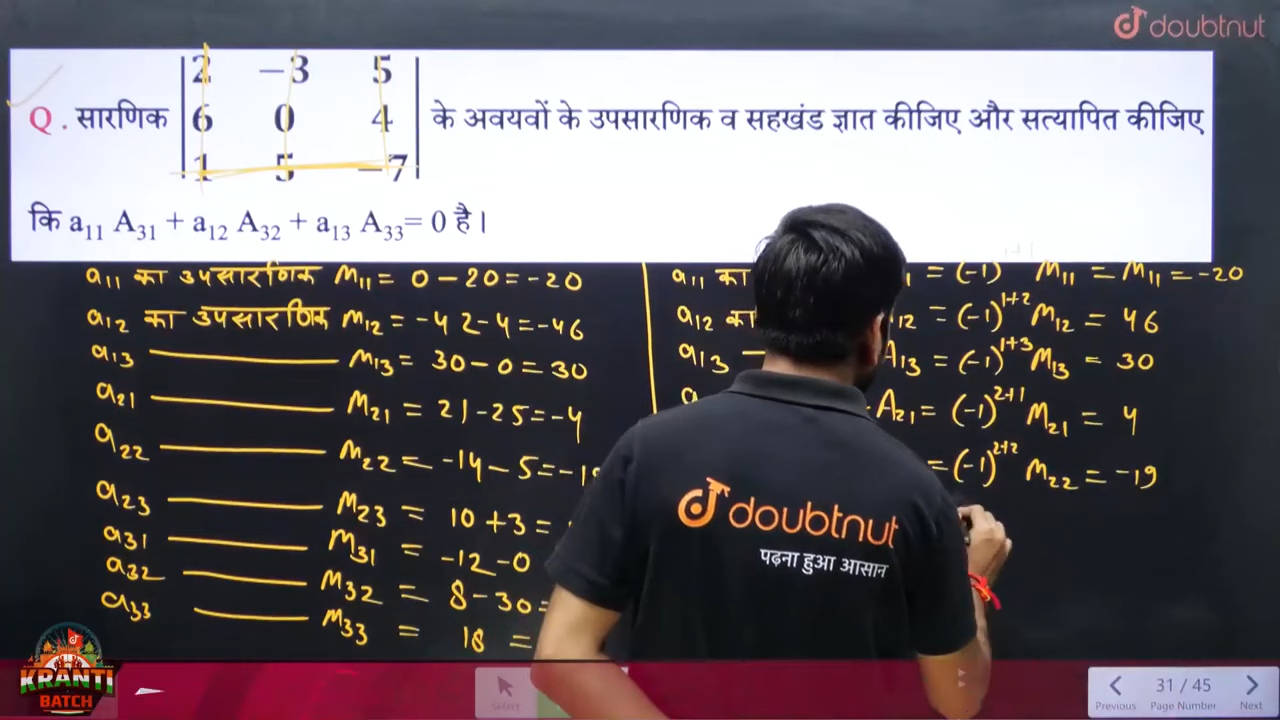 doubtnut
2 −3 5
Q . सारणिक 6 0 4 के अवयवों के उपसारणिक व सहखंड ज्ञात कीजिए और सत्यापित कीजिए
1 5 −7
कि a₁₁ A₃₁ + a₁₂ A₃₂ + a₁₃ A₃₃= 0 है।
a₁₁ का उपसारणिक M₁₁ = 0 − 20 = −20
a₁₂ का उपसारणिक M₁₂ = −42−4 = −46
a₁₃ M₁₃ = 30 − 0 = 30
a₂₁ M₂₁ = 21−25 = −4
a₂₂ M₂₂ = −14−5 = −19
a₂₃ M₂₃ = 10+3 =
a₃₁ M₃₁ = −12−0
a₃₂ M₃₂ = 8−30 =
a₃₃ M₃₃ = 18 =
a₁₁ का = (−1) M₁₁ = M₁₁ = −20
a₁₂ का = (−1)¹⁺² M₁₂ = 46
a₁₃ A₁₃ = (−1)¹⁺³ M₁₃ = 30
A₂₁ = (−1)²⁺¹ M₂₁ = 4
= (−1)²⁺² M₂₂ = −19
doubtnut
पढ़ना हुआ आसान
KRANTI
BATCH
Select
31 / 45
Previous Page Number Next